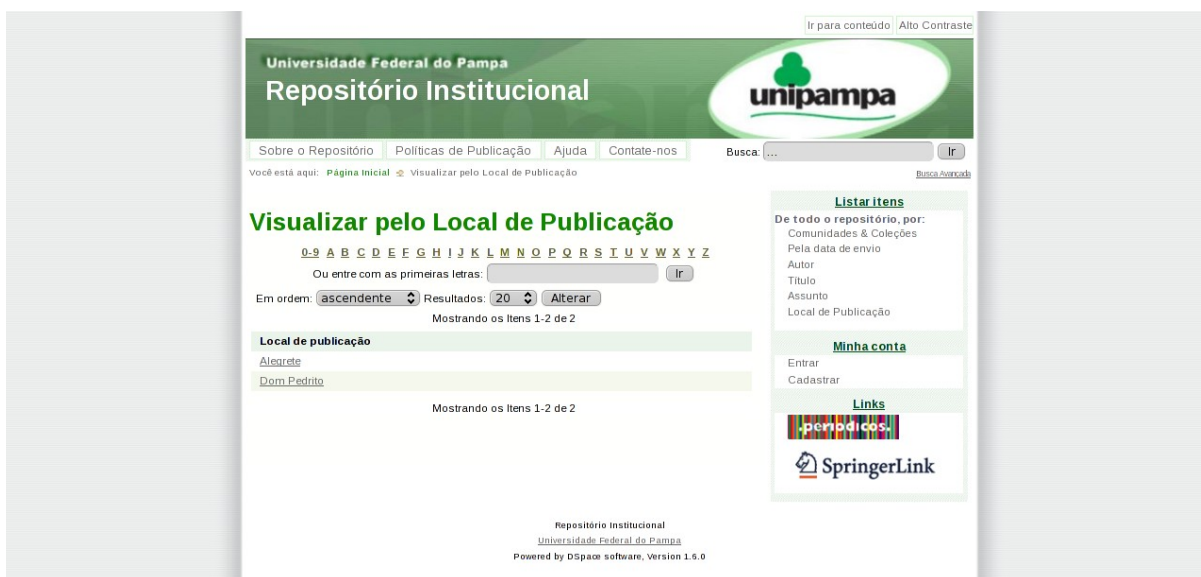 Ir para conteúdo Alto Contraste
Universidade Federal do Pampa
Repositório Institucional
unipampa
Sobre o Repositório Políticas de Publicação Ajuda Contate-nos Busca: ... Ir
Você está aqui: Página Inicial Visualizar pelo Local de Publicação Busca Avançada
Visualizar pelo Local de Publicação
0-9 A B C D E F G H I J K L M N O P Q R S T U V W X Y Z
Ou entre com as primeiras letras: Ir
Em ordem: ascendente Resultados: 20 Alterar
Mostrando os Itens 1-2 de 2
Local de publicação
Alegrete
Dom Pedrito
Mostrando os Itens 1-2 de 2
Listar itens
De todo o repositório, por:
Comunidades & Coleções
Pela data de envio
Autor
Título
Assunto
Local de Publicação
Minha conta
Entrar
Cadastrar
Links
.periodicos.
SpringerLink
Repositório Institucional
Universidade Federal do Pampa
Powered by DSpace software, Version 1.6.0